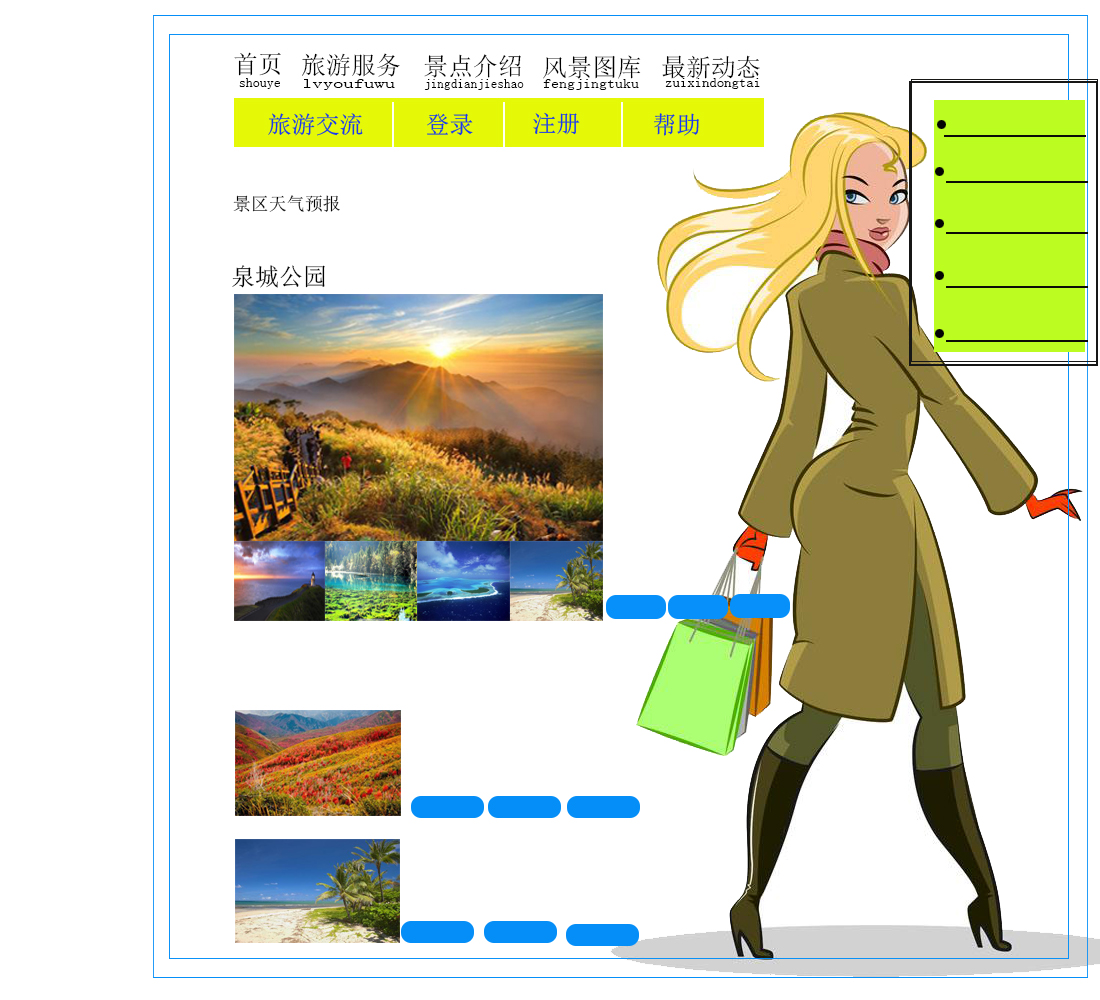 首页 旅游服务 景点介绍 风景图库 最新动态
shouye lvyoufuwu jingdianjieshao fengjingtuku zuixindongtai
旅游交流 登录 注册 帮助
景区天气预报
泉城公园